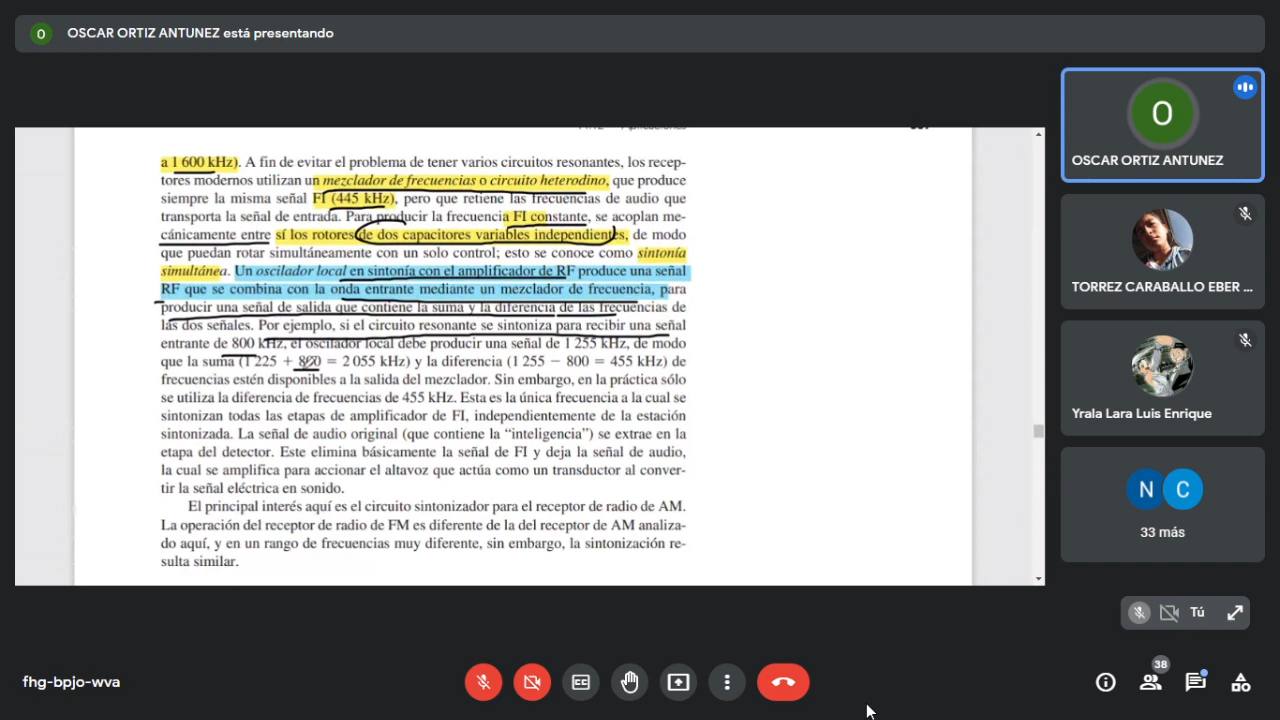 O
OSCAR ORTIZ ANTUNEZ está presentando
a 1 600 kHz). A fin de evitar el problema de tener varios circuitos resonantes, los recep-
tores modernos utilizan un mezclador de frecuencias o circuito heterodino, que produce
siempre la misma señal FI (445 kHz), pero que retiene las frecuencias de audio que
transporta la señal de entrada. Para producir la frecuencia FI constante, se acoplan me-
cánicamente entre sí los rotores de dos capacitores variables independientes, de modo
que puedan rotar simultáneamente con un solo control; esto se conoce como sintonía
simultánea. Un oscilador local en sintonía con el amplificador de RF produce una señal
RF que se combina con la onda entrante mediante un mezclador de frecuencia, para
producir una señal de salida que contiene la suma y la diferencia de las frecuencias de
las dos señales. Por ejemplo, si el circuito resonante se sintoniza para recibir una señal
entrante de 800 kHz, el oscilador local debe producir una señal de 1 255 kHz, de modo
que la suma (1 225 + 800 = 2 055 kHz) y la diferencia (1 255 − 800 = 455 kHz) de
frecuencias estén disponibles a la salida del mezclador. Sin embargo, en la práctica sólo
se utiliza la diferencia de frecuencias de 455 kHz. Esta es la única frecuencia a la cual se
sintonizan todas las etapas de amplificador de FI, independientemente de la estación
sintonizada. La señal de audio original (que contiene la “inteligencia”) se extrae en la
etapa del detector. Este elimina básicamente la señal de FI y deja la señal de audio,
la cual se amplifica para accionar el altavoz que actúa como un transductor al conver-
tir la señal eléctrica en sonido.
El principal interés aquí es el circuito sintonizador para el receptor de radio de AM.
La operación del receptor de radio de FM es diferente de la del receptor de AM analiza-
do aquí, y en un rango de frecuencias muy diferente, sin embargo, la sintonización re-
sulta similar.
O
OSCAR ORTIZ ANTUNEZ
TORREZ CARABALLO EBER ...
Yrala Lara Luis Enrique
N C
33 más
Tú
fhg-bpjo-wva
38